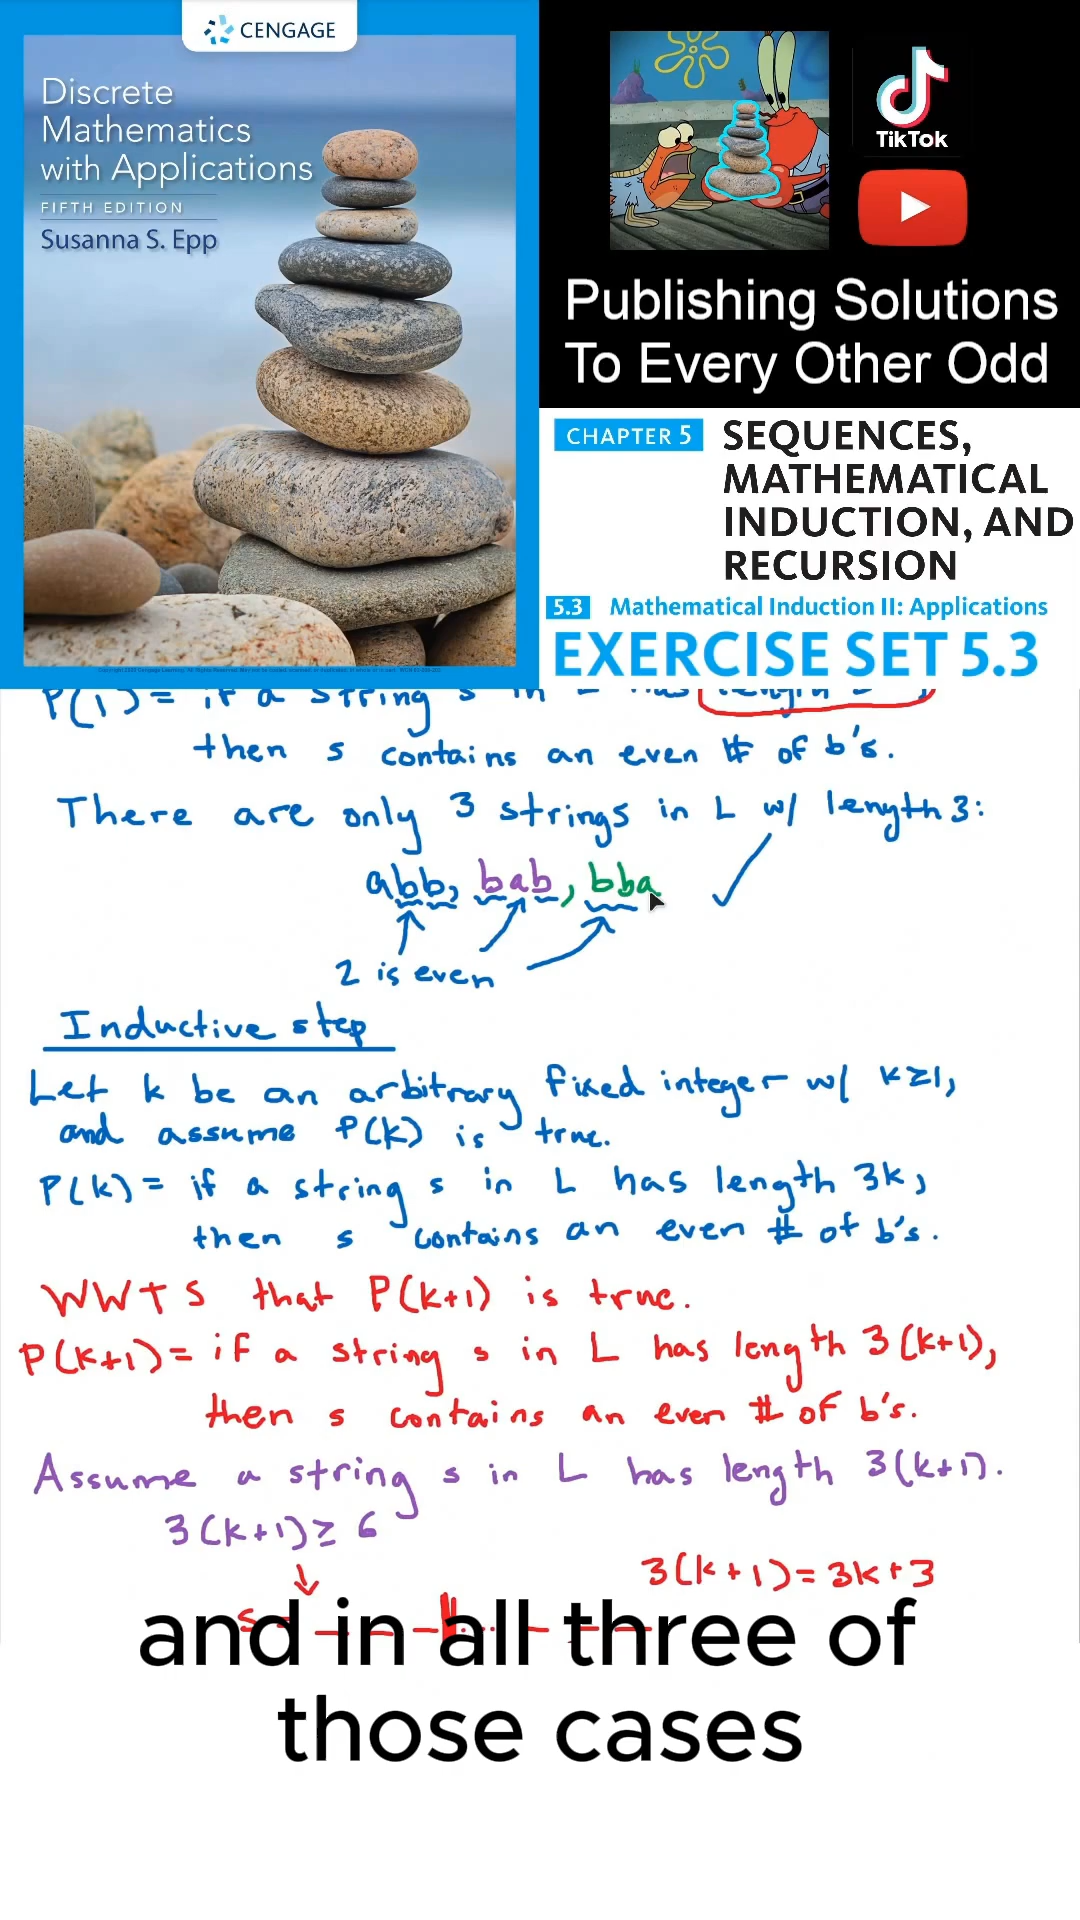 CENGAGE
Discrete
Mathematics
with Applications
FIFTH EDITION
Susanna S. Epp
TikTok
Publishing Solutions
To Every Other Odd
CHAPTER 5
SEQUENCES,
MATHEMATICAL
INDUCTION, AND
RECURSION
5.3 Mathematical Induction II: Applications
EXERCISE SET 5.3
P(1) = if a string s in L has length
then s contains an even # of b's.
There are only 3 strings in L w/ length 3:
abb, bab, bba
2 is even
Inductive step
Let k be an arbitrary fixed integer w/ k≥1,
and assume P(k) is true.
P(k) = if a string s in L has length 3k,
then s contains an even # of b's.
WWTS that P(k+1) is true.
P(k+1) = if a string s in L has length 3(k+1),
then s contains an even # of b's.
Assume a string s in L has length 3(k+1).
3(k+1) ≥ 6
3(k+1) = 3k+3
and in all three of
those cases